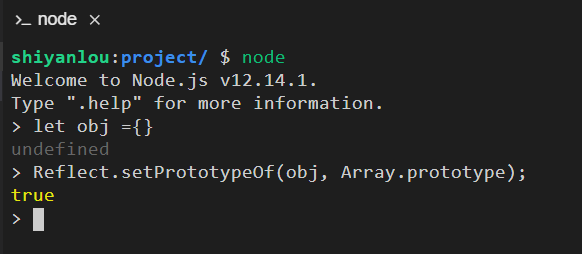 >_ node ×
shiyanlou:project/ $ node
Welcome to Node.js v12.14.1.
Type ".help" for more information.
> let obj ={}
undefined
> Reflect.setPrototypeOf(obj, Array.prototype);
true
>